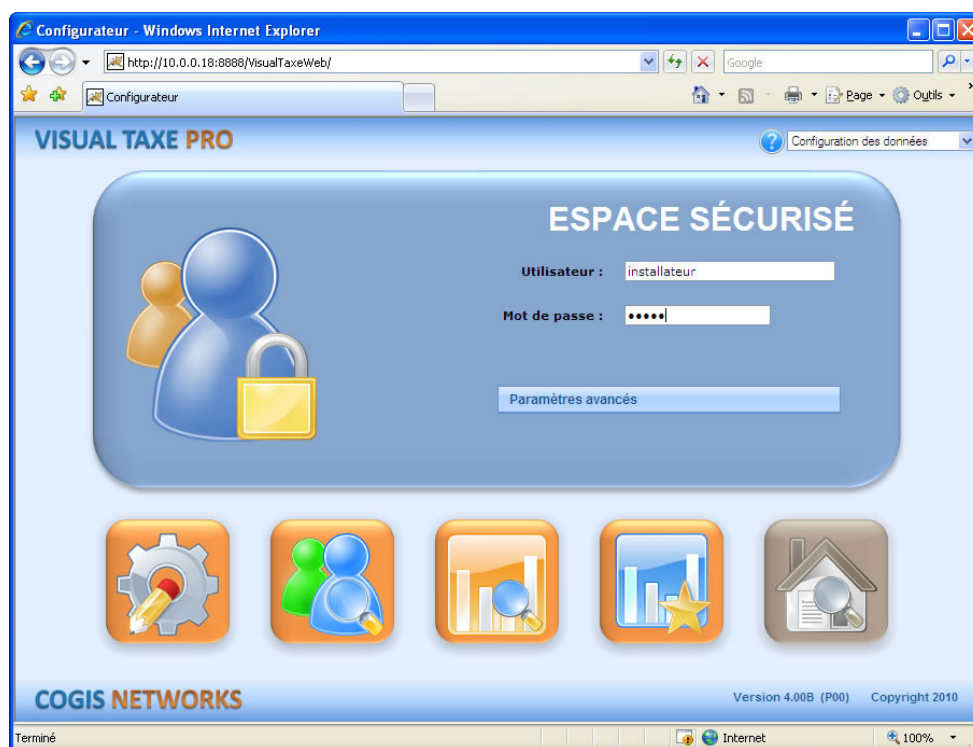 Configurateur - Windows Internet Explorer
http://10.0.0.18:8888/VisualTaxeWeb/
Google
Configurateur
Page
Outils
VISUAL TAXE PRO
Configuration des données
ESPACE SÉCURISÉ
Utilisateur :
installateur
Mot de passe :
•••••
Paramètres avancés
COGIS NETWORKS
Version 4.00B (P00)
Copyright 2010
Terminé
Internet
100%